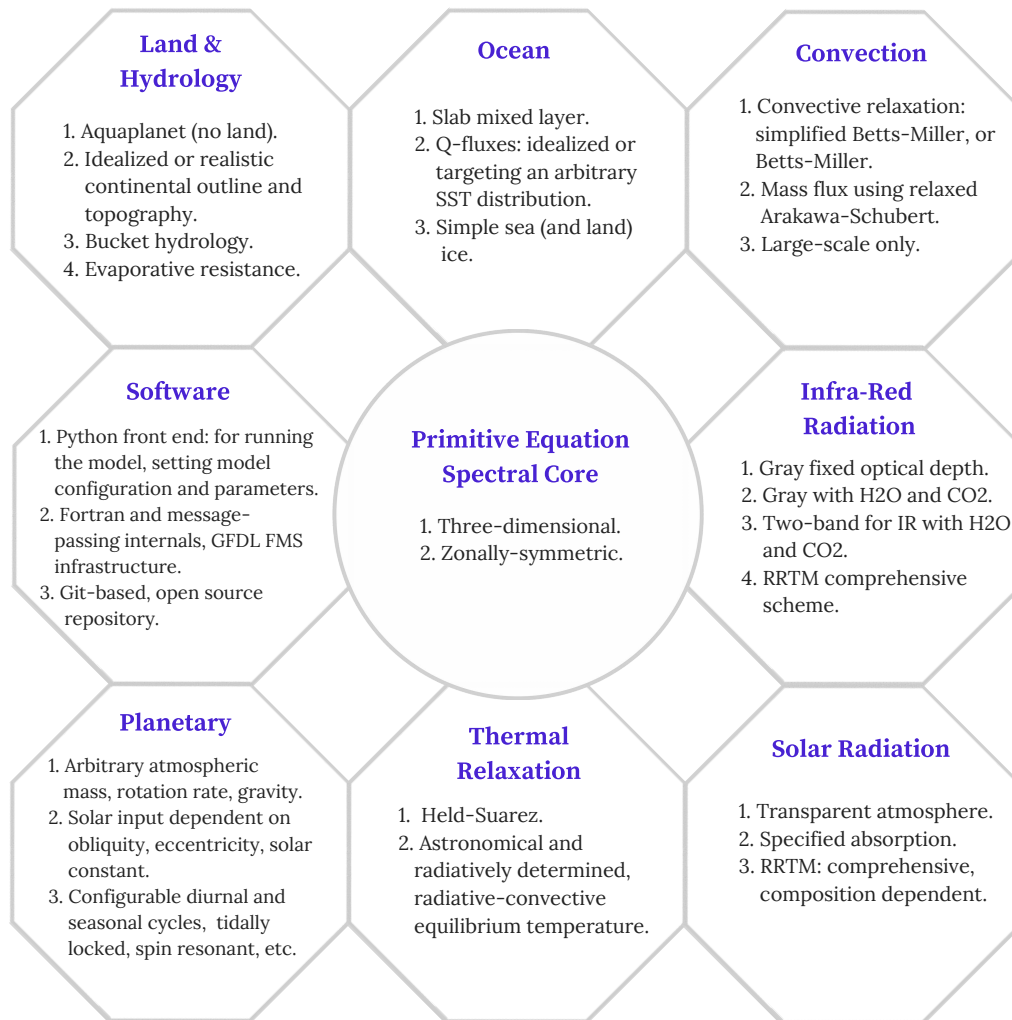 Land &
Hydrology
1. Aquaplanet (no land).
2. Idealized or realistic
continental outline and
topography.
3. Bucket hydrology.
4. Evaporative resistance.
Ocean
1. Slab mixed layer.
2. Q-fluxes: idealized or
targeting an arbitrary
SST distribution.
3. Simple sea (and land)
ice.
Convection
1. Convective relaxation:
simplified Betts-Miller, or
Betts-Miller.
2. Mass flux using relaxed
Arakawa-Schubert.
3. Large-scale only.
Software
1. Python front end: for running
the model, setting model
configuration and parameters.
2. Fortran and message-
passing internals, GFDL FMS
infrastructure.
3. Git-based, open source
repository.
Primitive Equation
Spectral Core
1. Three-dimensional.
2. Zonally-symmetric.
Infra-Red
Radiation
1. Gray fixed optical depth.
2. Gray with H2O and CO2.
3. Two-band for IR with H2O
and CO2.
4. RRTM comprehensive
scheme.
Planetary
1. Arbitrary atmospheric
mass, rotation rate, gravity.
2. Solar input dependent on
obliquity, eccentricity, solar
constant.
3. Configurable diurnal and
seasonal cycles, tidally
locked, spin resonant, etc.
Thermal
Relaxation
1. Held-Suarez.
2. Astronomical and
radiatively determined,
radiative-convective
equilibrium temperature.
Solar Radiation
1. Transparent atmosphere.
2. Specified absorption.
3. RRTM: comprehensive,
composition dependent.